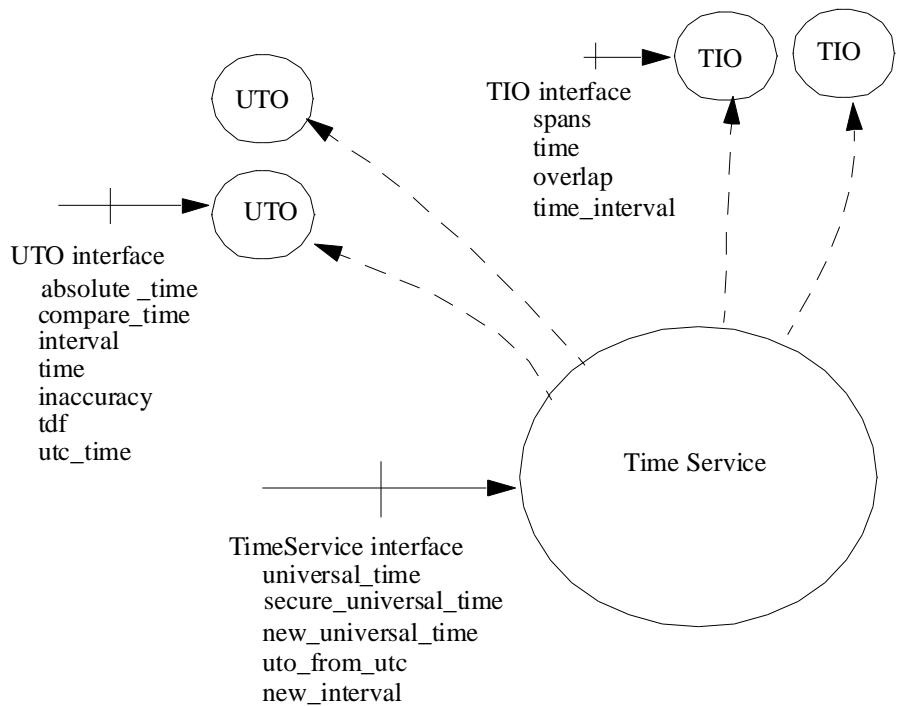 TIO
TIO
UTO
TIO interface
spans
time
overlap
time_interval
UTO
UTO interface
absolute _time
compare_time
interval
time
inaccuracy
tdf
utc_time
Time Service
TimeService interface
universal_time
secure_universal_time
new_universal_time
uto_from_utc
new_interval